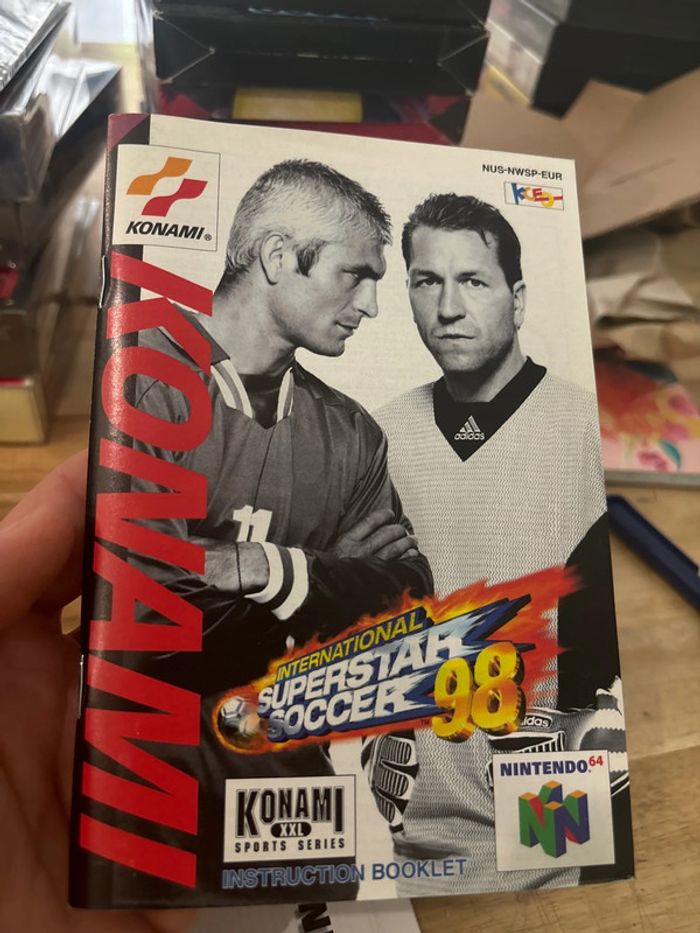 NUS-NWSP-EUR
KCEO
KONAMI®
KONAMI
adidas
11
INTERNATIONAL
SUPERSTAR
SOCCER 98
™
adidas
KONAMI
XXL
SPORTS SERIES
NINTENDO64
INSTRUCTION BOOKLET